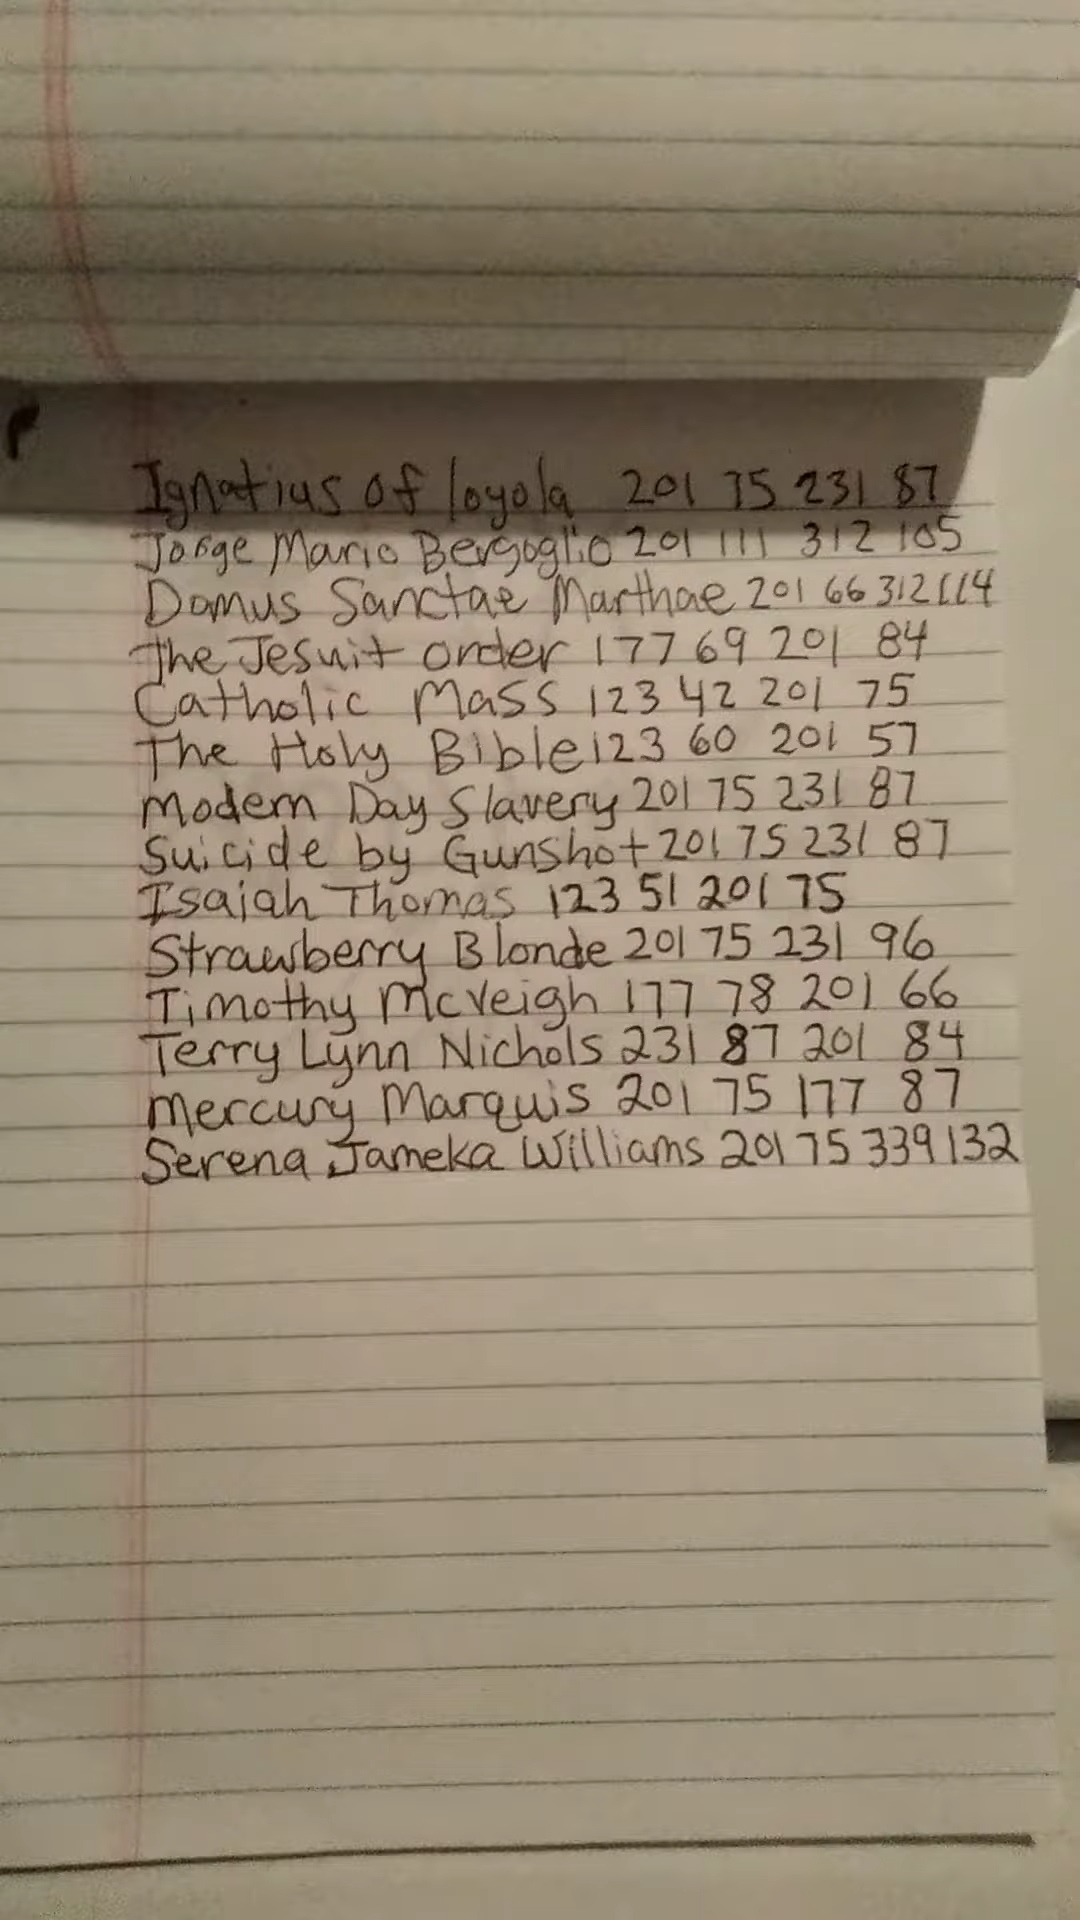 Ignatius of loyola 201 75 231 87
Jorge Mario Bergoglio 201 111 312 105
Domus Sanctae Marthae 201 66 312 114
The Jesuit order 177 69 201 84
Catholic Mass 123 42 201 75
The Holy Bible 123 60 201 57
Modern Day Slavery 201 75 231 87
Suicide by Gunshot 201 75 231 87
Isaiah Thomas 123 51 201 75
Strawberry Blonde 201 75 231 96
Timothy McVeigh 177 78 201 66
Terry Lynn Nichols 231 87 201 84
Mercury Marquis 201 75 177 87
Serena Jameka Williams 201 75 339 132